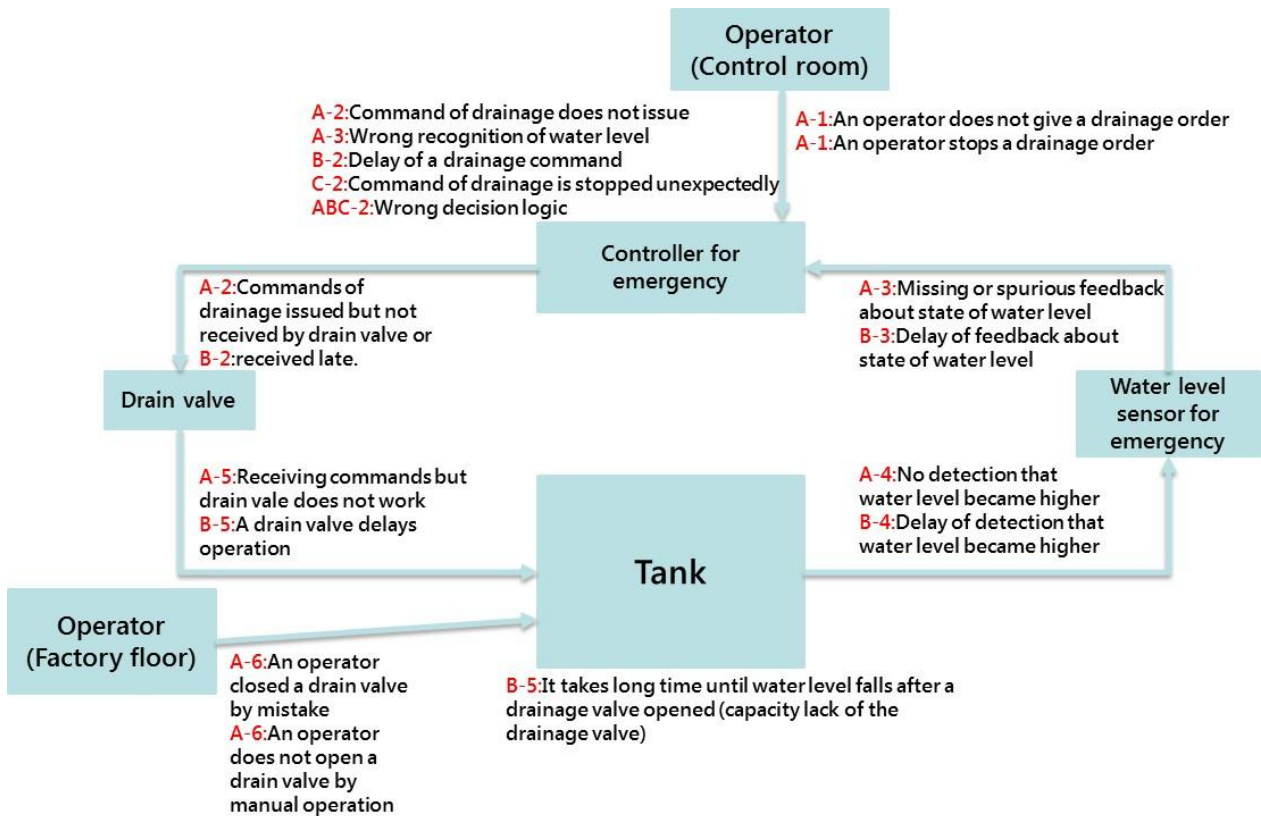 Operator
(Control room)
A-2:Command of drainage does not issue
A-3:Wrong recognition of water level
B-2:Delay of a drainage command
C-2:Command of drainage is stopped unexpectedly
ABC-2:Wrong decision logic
A-1:An operator does not give a drainage order
A-1:An operator stops a drainage order
Controller for
emergency
A-2:Commands of
drainage issued but not
received by drain valve or
B-2:received late.
A-3:Missing or spurious feedback
about state of water level
B-3:Delay of feedback about
state of water level
Drain valve
Water level
sensor for
emergency
A-5:Receiving commands but
drain vale does not work
B-5:A drain valve delays
operation
Tank
A-4:No detection that
water level became higher
B-4:Delay of detection that
water level became higher
Operator
(Factory floor)
A-6:An operator
closed a drain valve
by mistake
A-6:An operator
does not open a
drain valve by
manual operation
B-5:It takes long time until water level falls after a
drainage valve opened (capacity lack of the
drainage valve)